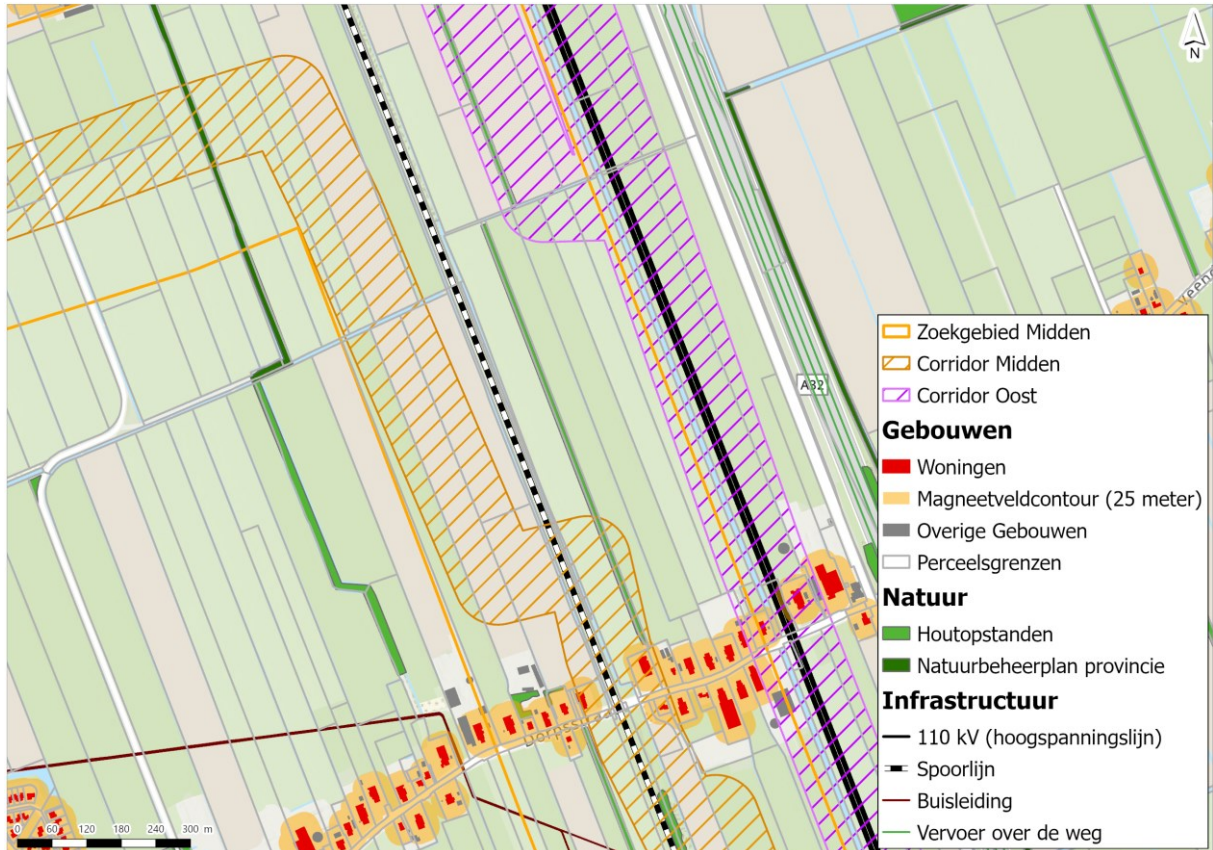 N
Veend
A32
Zoekgebied Midden
Corridor Midden
Corridor Oost
Gebouwen
Woningen
Magneetveldcontour (25 meter)
Overige Gebouwen
Perceelsgrenzen
Natuur
Houtopstanden
Natuurbeheerplan provincie
Infrastructuur
110 kV (hoogspanningslijn)
Spoorlijn
Buisleiding
Vervoer over de weg
0 60 120 180 240 300 m